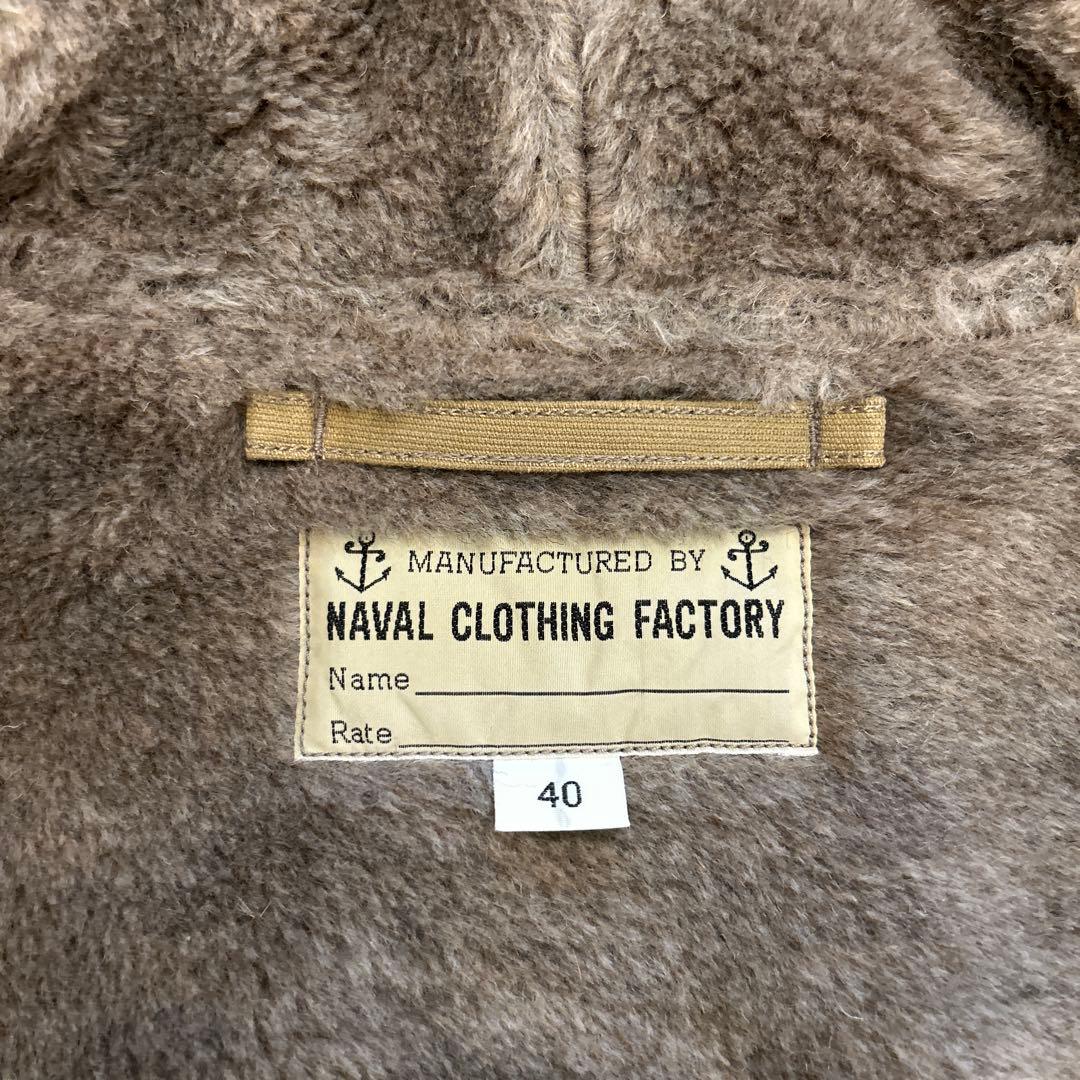 MANUFACTURED BY
NAVAL CLOTHING FACTORY
Name
Rate
40